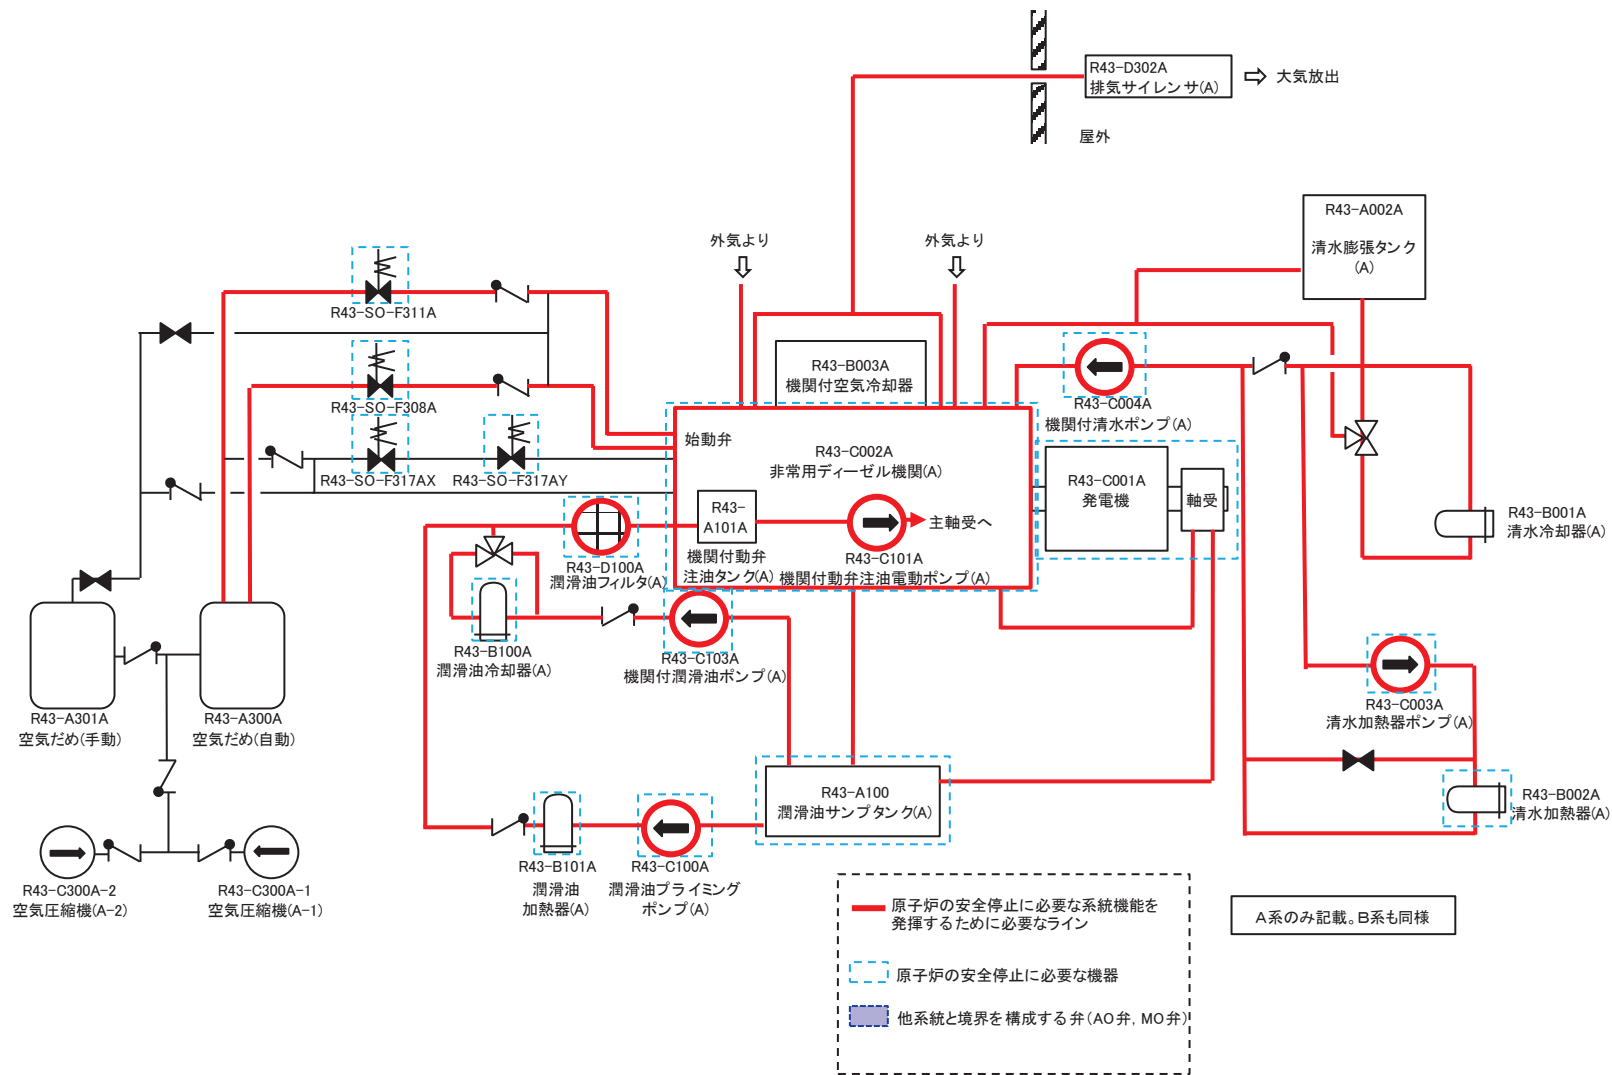 R43-D302A
排気サイレンサ(A)
大気放出
屋外
R43-A002A
清水膨張タンク
(A)
外気より
外気より
R43-SO-F311A
R43-B003A
機関付空気冷却器
R43-SO-F308A
R43-C004A
機関付清水ポンプ(A)
始動弁
R43-C002A
非常用ディーゼル機関(A)
R43-SO-F317AX
R43-SO-F317AY
R43-C001A
発電機
軸受
R43-
A101A
機関付動弁
注油タンク(A)
主軸受へ
R43-C101A
機関付動弁注油電動ポンプ(A)
R43-B001A
清水冷却器(A)
R43-D100A
潤滑油フィルタ(A)
R43-B100A
潤滑油冷却器(A)
R43-C103A
機関付潤滑油ポンプ(A)
R43-A301A
空気だめ(手動)
R43-A300A
空気だめ(自動)
R43-C003A
清水加熱器ポンプ(A)
R43-A100
潤滑油サンプタンク(A)
R43-B002A
清水加熱器(A)
R43-C300A-2
空気圧縮機(A-2)
R43-C300A-1
空気圧縮機(A-1)
R43-B101A
潤滑油
加熱器(A)
R43-C100A
潤滑油プライミング
ポンプ(A)
原子炉の安全停止に必要な系統機能を
発揮するために必要なライン
原子炉の安全停止に必要な機器
他系統と境界を構成する弁(AO弁, MO弁)
A系のみ記載。B系も同様